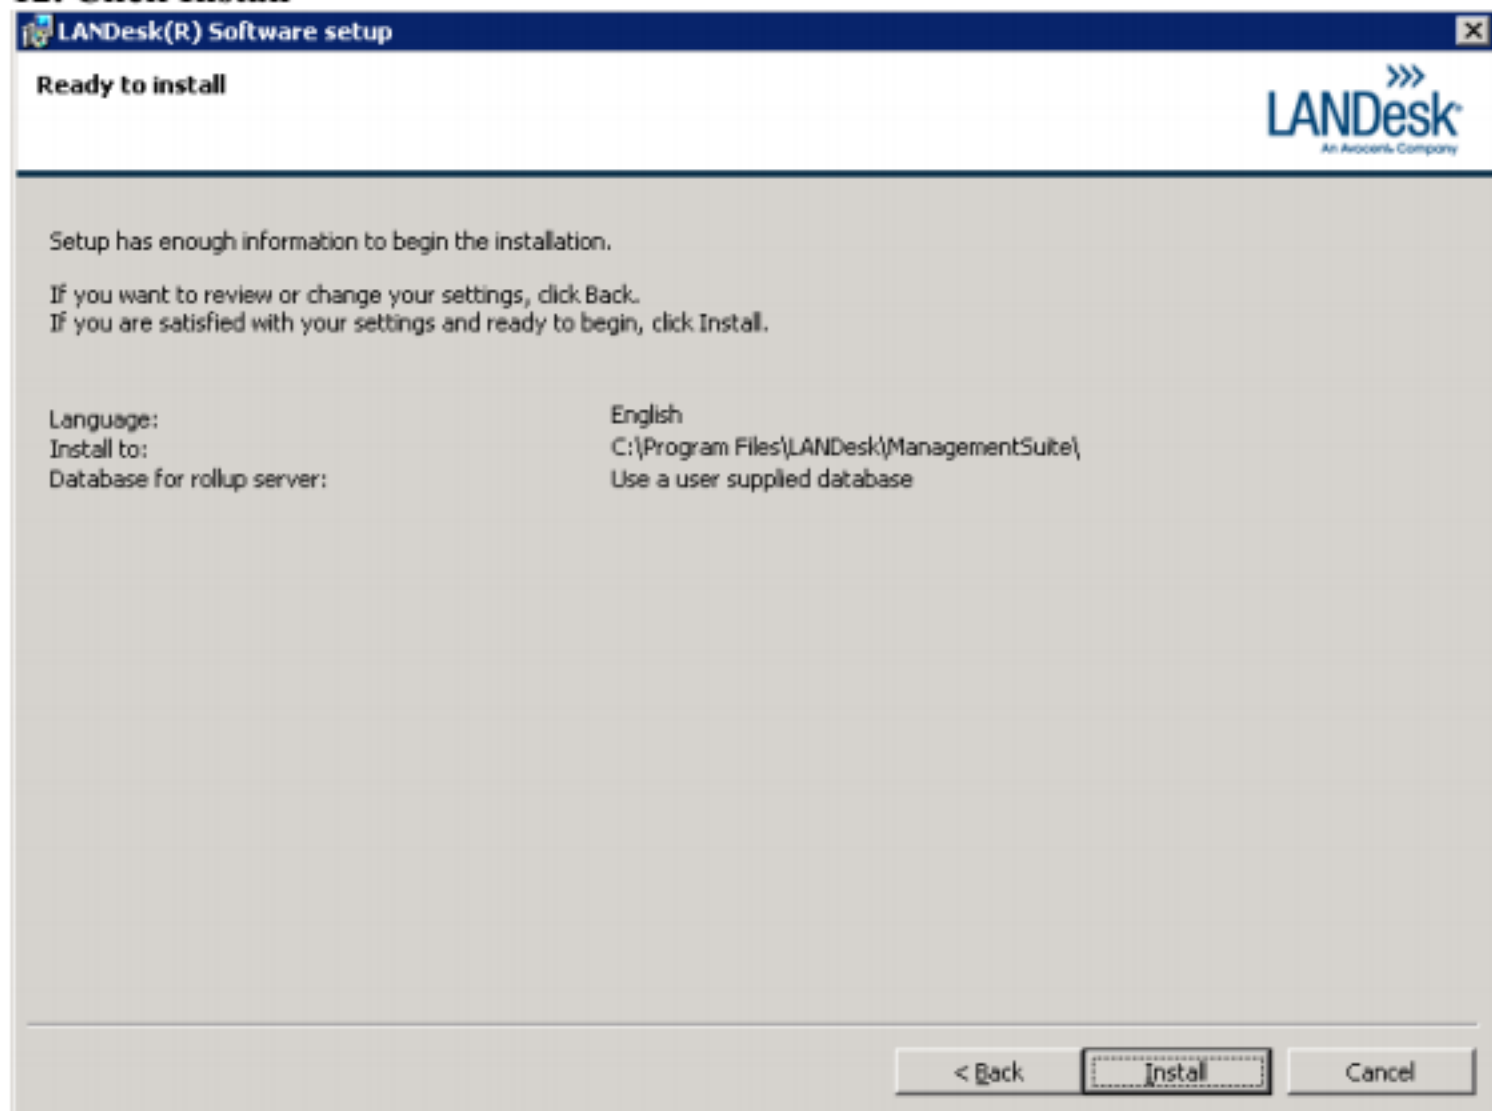 LANDesk(R) Software setup
Ready to install
LANDesk
An Avocent Company
Setup has enough information to begin the installation.
If you want to review or change your settings, click Back.
If you are satisfied with your settings and ready to begin, click Install.
Language: English
Install to: C:\Program Files\LANDesk\ManagementSuite\
Database for rollup server: Use a user supplied database
< Back Install Cancel